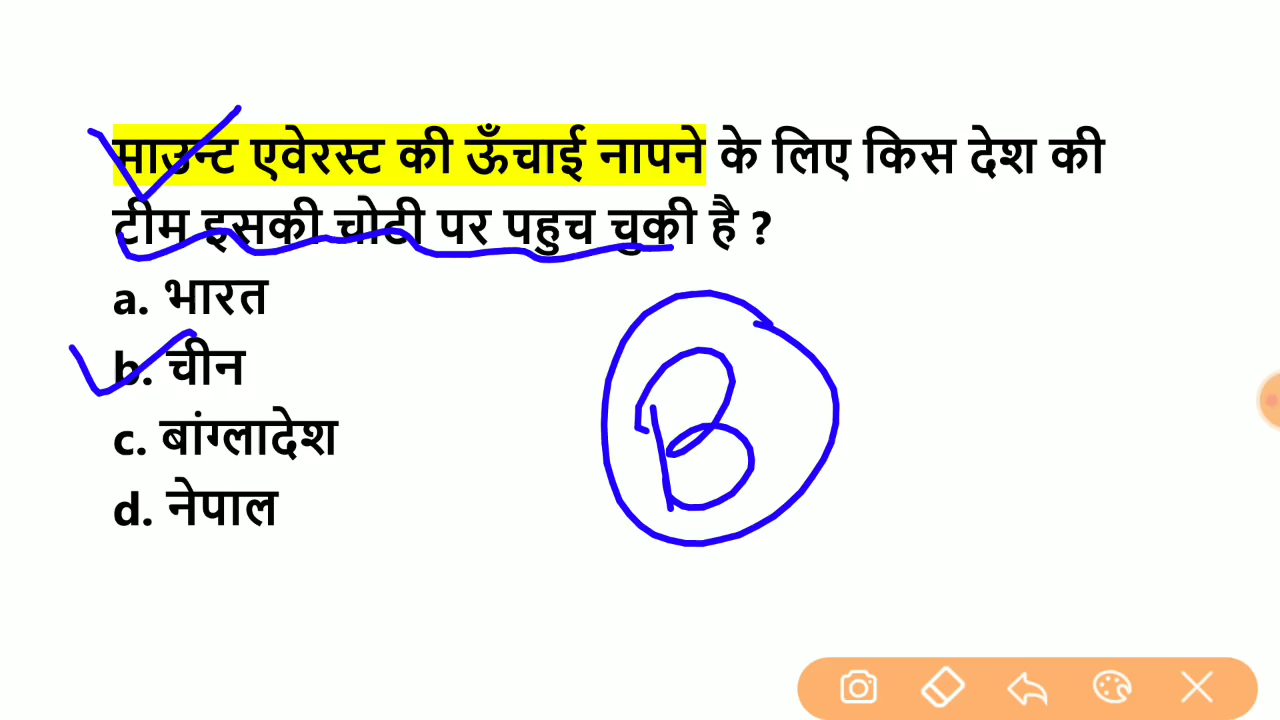 माउन्ट एवेरस्ट की ऊँचाई नापने के लिए किस देश की
टीम इसकी चोटी पर पहुच चुकी है ?
a. भारत
b. चीन
c. बांग्लादेश
d. नेपाल
B